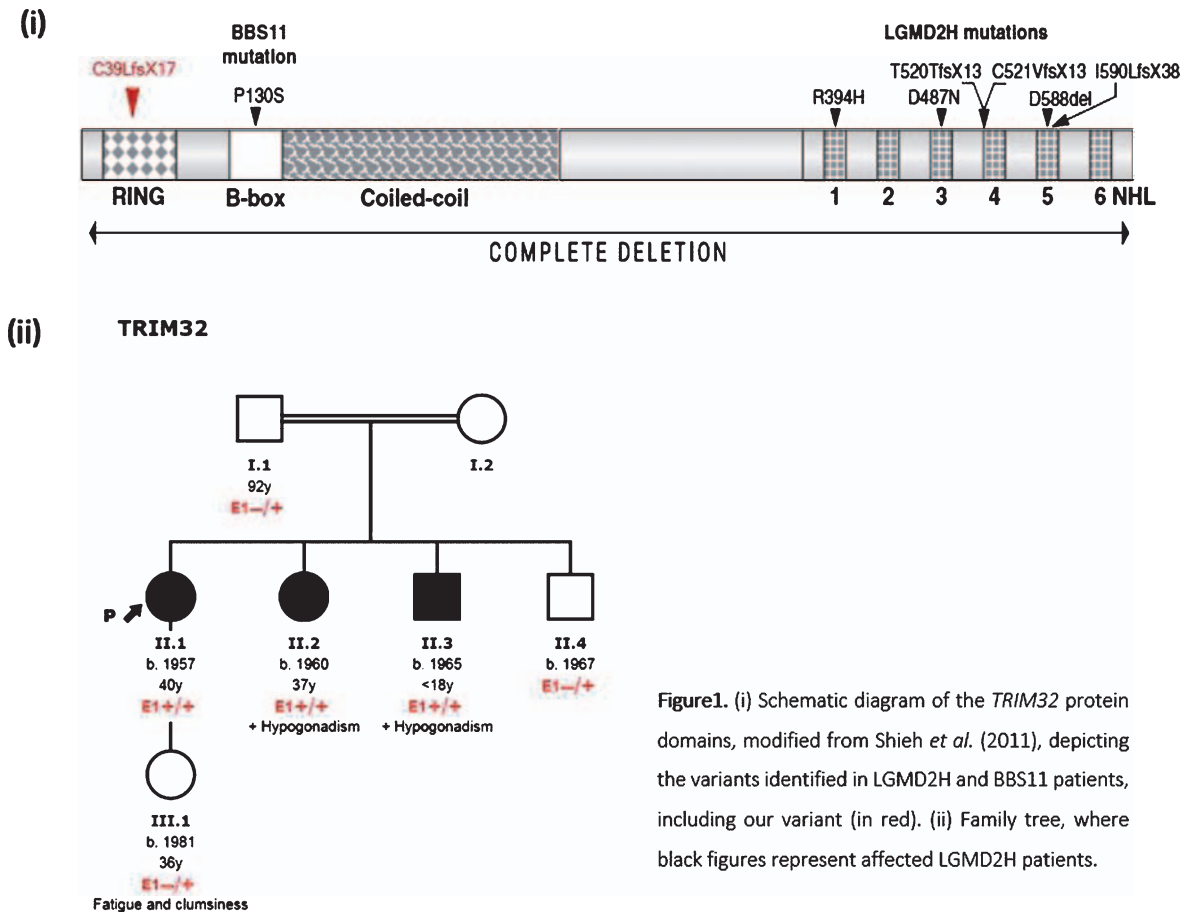 (i)
BBS11
mutation
LGMD2H mutations
C39LfsX17
P130S
T520TfsX13 C521VfsX13 I590LfsX38
R394H D487N D588del
RING B-box Coiled-coil 1 2 3 4 5 6 NHL
COMPLETE DELETION
(ii) TRIM32
I.1 I.2
92y
E1–/+
P
II.1 II.2 II.3 II.4
b. 1957 b. 1960 b. 1965 b. 1967
40y 37y <18y E1–/+
E1+/+ E1+/+ E1+/+
+ Hypogonadism + Hypogonadism
III.1
b. 1981
36y
E1–/+
Fatigue and clumsiness
Figure1. (i) Schematic diagram of the TRIM32 protein
domains, modified from Shieh et al. (2011), depicting
the variants identified in LGMD2H and BBS11 patients,
including our variant (in red). (ii) Family tree, where
black figures represent affected LGMD2H patients.